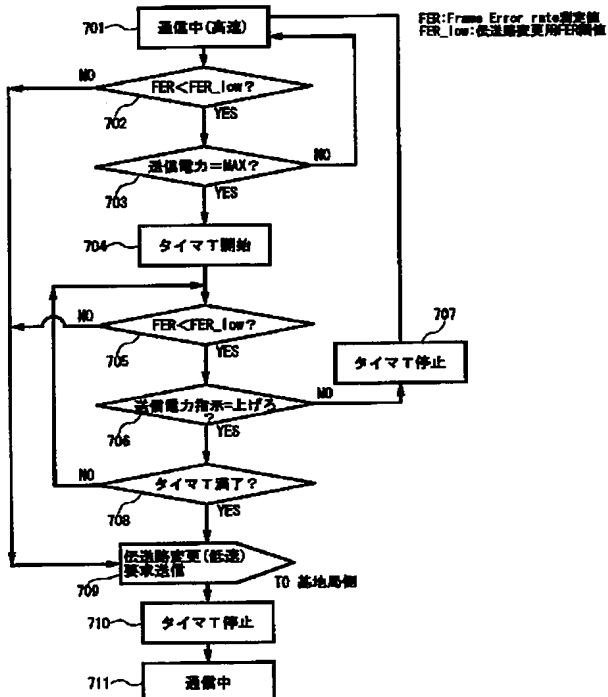 FER:Frame Error rate測定値
FER_low:伝送路変更用FER閾値
701
通信中(高速)
NO
FER<FER_low?
702
YES
送信電力=MAX?
NO
703
YES
704
タイマT開始
FER<FER_low?
NO
705
YES
707
タイマT停止
送信電力指示=上げろ
?
NO
706
YES
NO
タイマT満了?
708
YES
伝送路変更(低速)
要求送信
709
TO 基地局側
710
タイマT停止
711
通信中